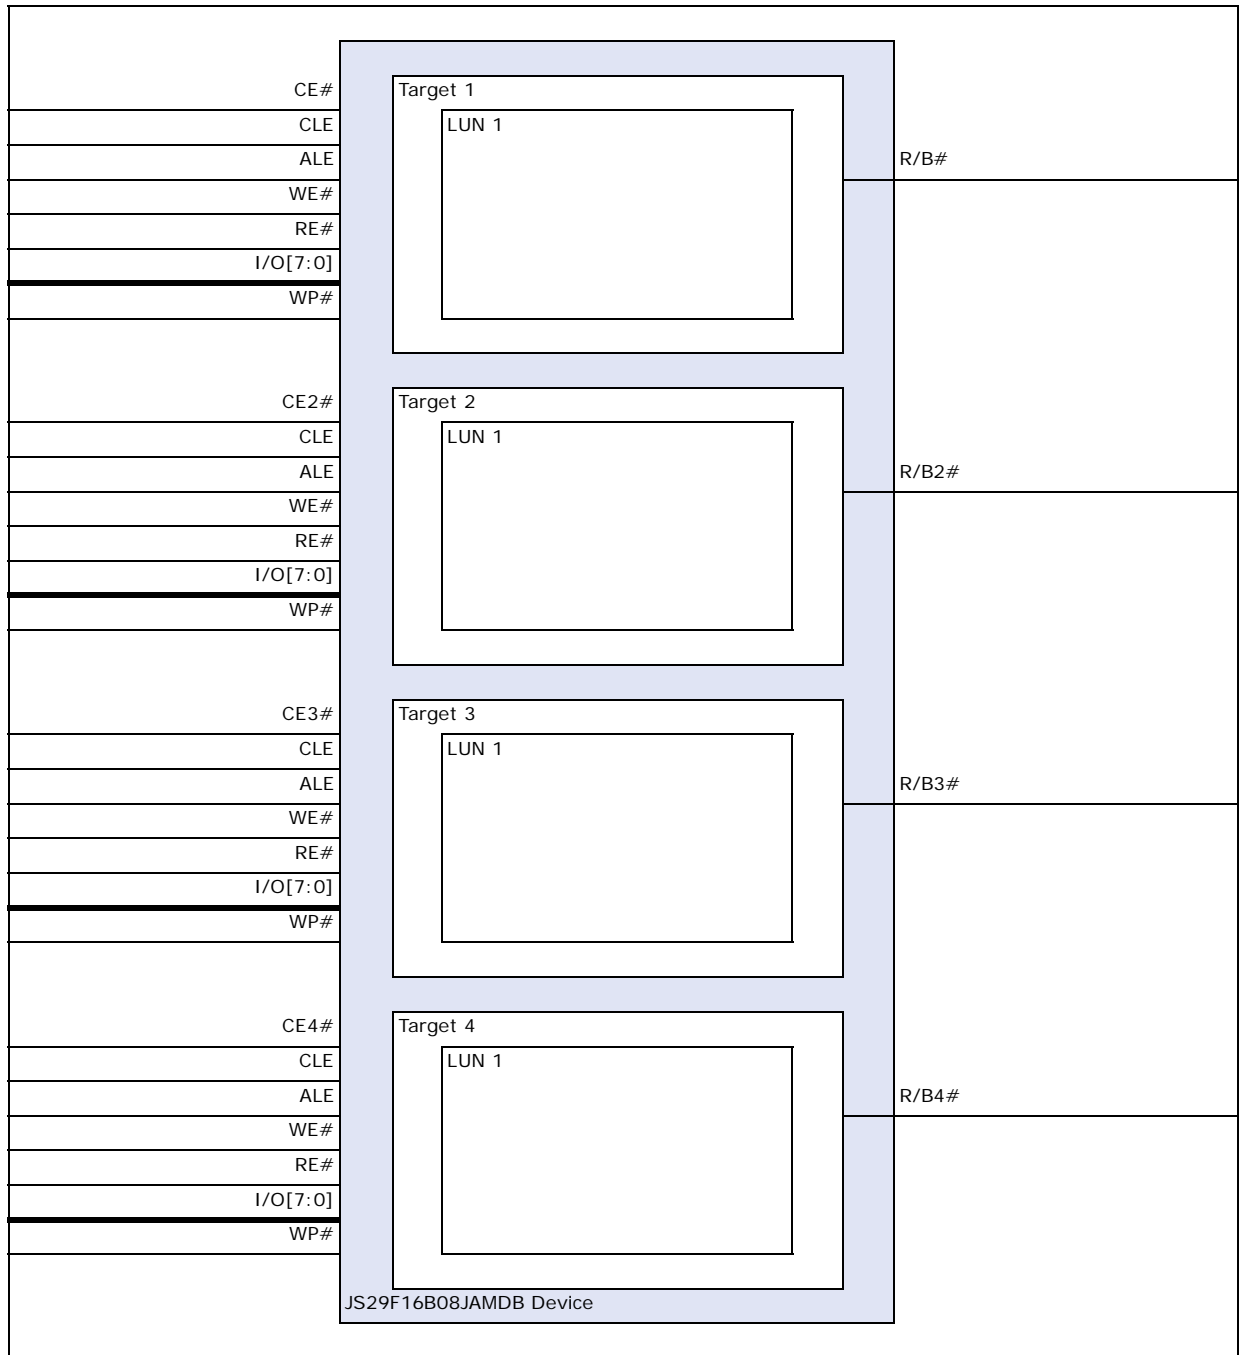 CE#
Target 1
CLE
LUN 1
ALE
R/B#
WE#
RE#
I/O[7:0]
WP#
CE2#
Target 2
CLE
LUN 1
ALE
R/B2#
WE#
RE#
I/O[7:0]
WP#
CE3#
Target 3
CLE
LUN 1
ALE
R/B3#
WE#
RE#
I/O[7:0]
WP#
CE4#
Target 4
CLE
LUN 1
ALE
R/B4#
WE#
RE#
I/O[7:0]
WP#
JS29F16B08JAMDB Device